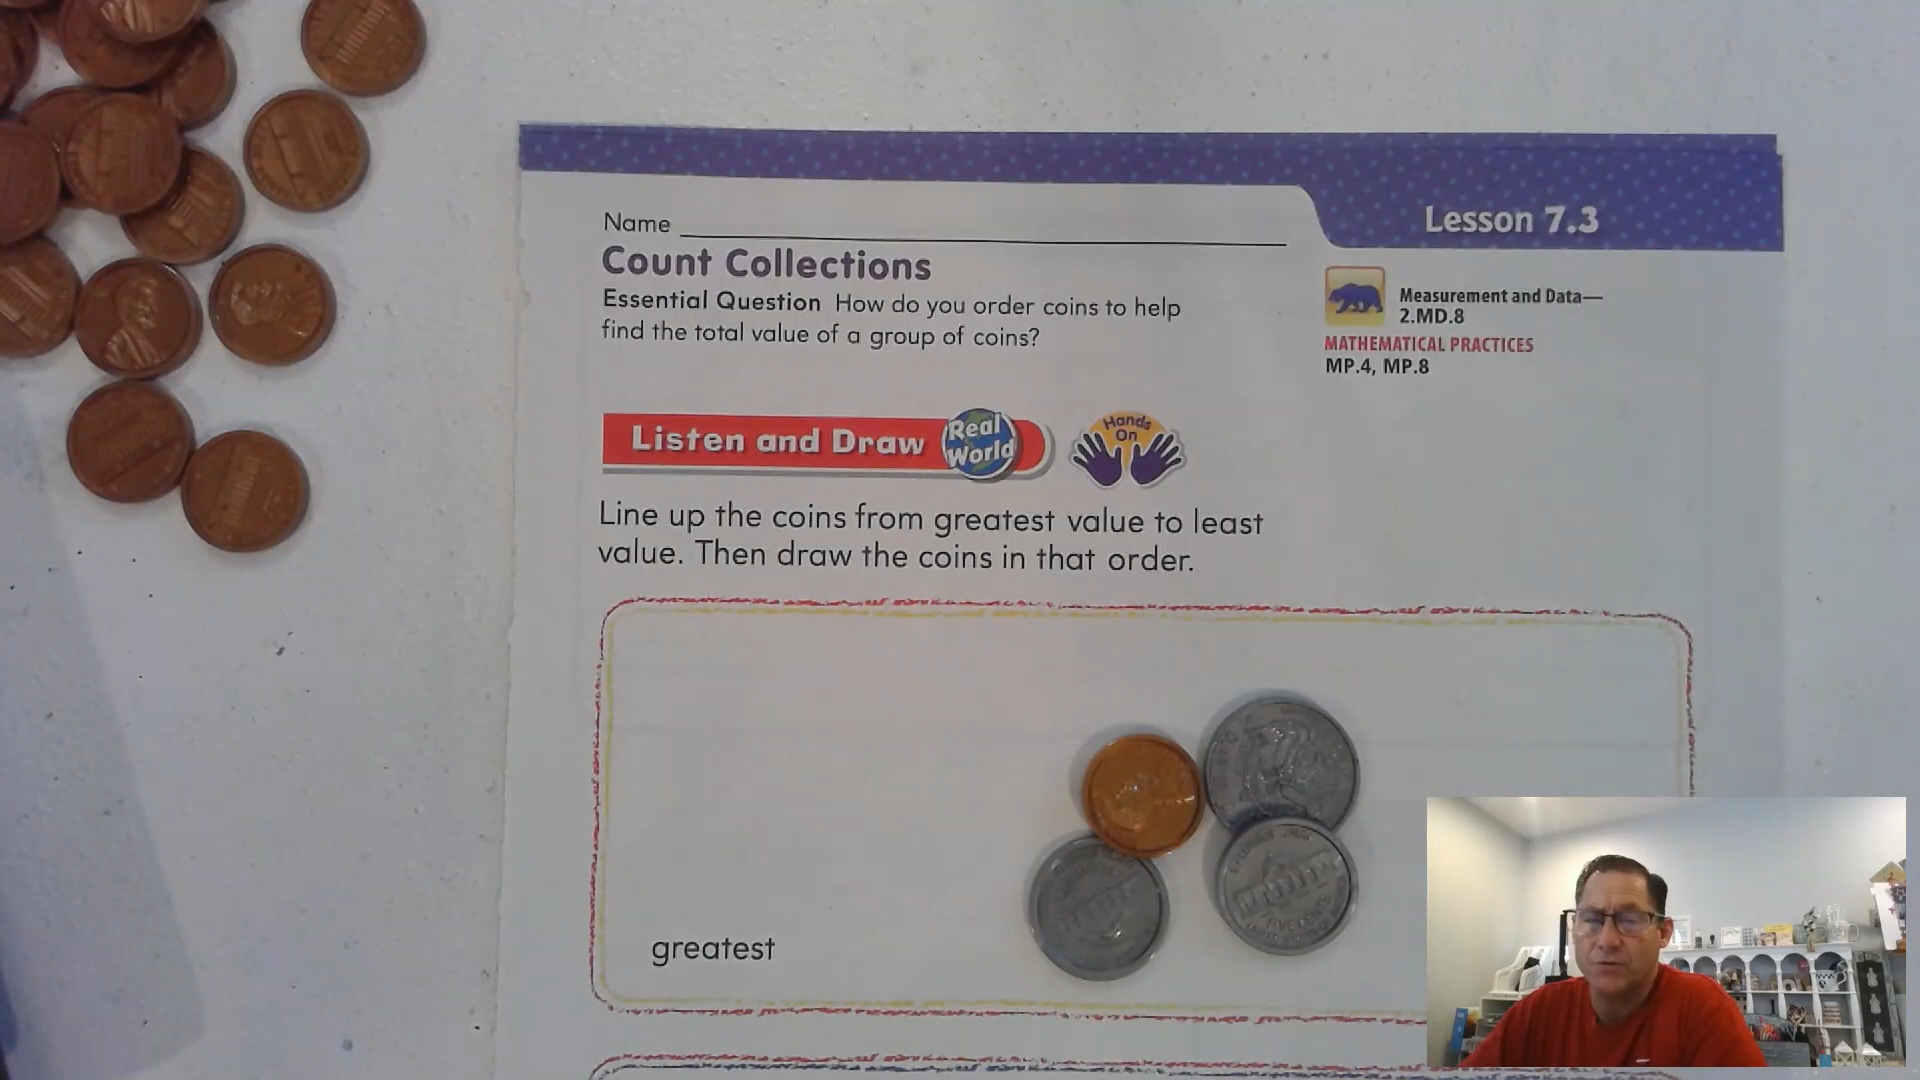 Lesson 7.3
Name
Count Collections
Essential Question How do you order coins to help
find the total value of a group of coins?
Measurement and Data—
2.MD.8
MATHEMATICAL PRACTICES
MP.4, MP.8
Listen and Draw
Real
World
Hands
On
Line up the coins from greatest value to least
value. Then draw the coins in that order.
FIVE CENTS
greatest